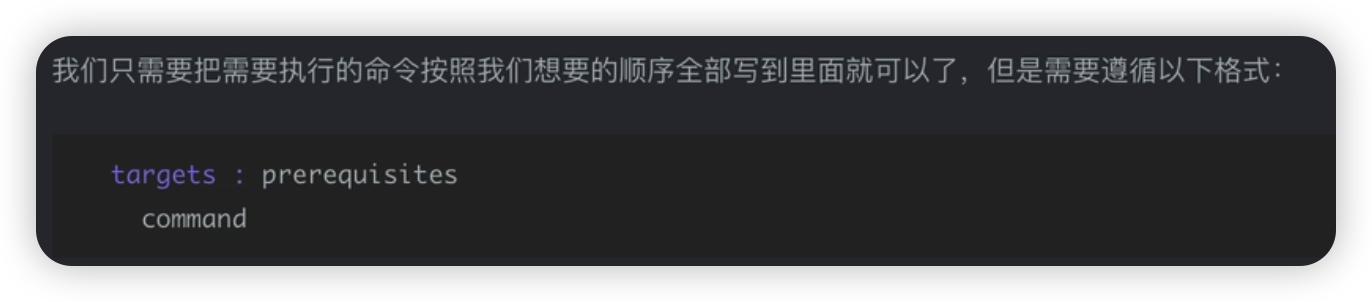 我们只需要把需要执行的命令按照我们想要的顺序全部写到里面就可以了，但是需要遵循以下格式：
targets : prerequisites
command